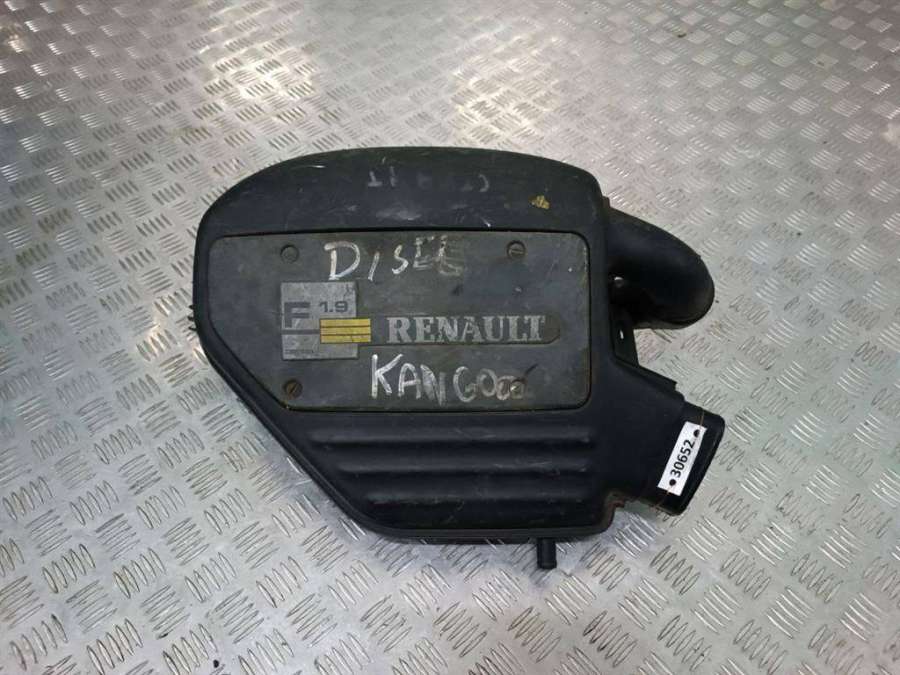 DISEL
F 1.9
RENAULT
KANGOO
• 30652 •